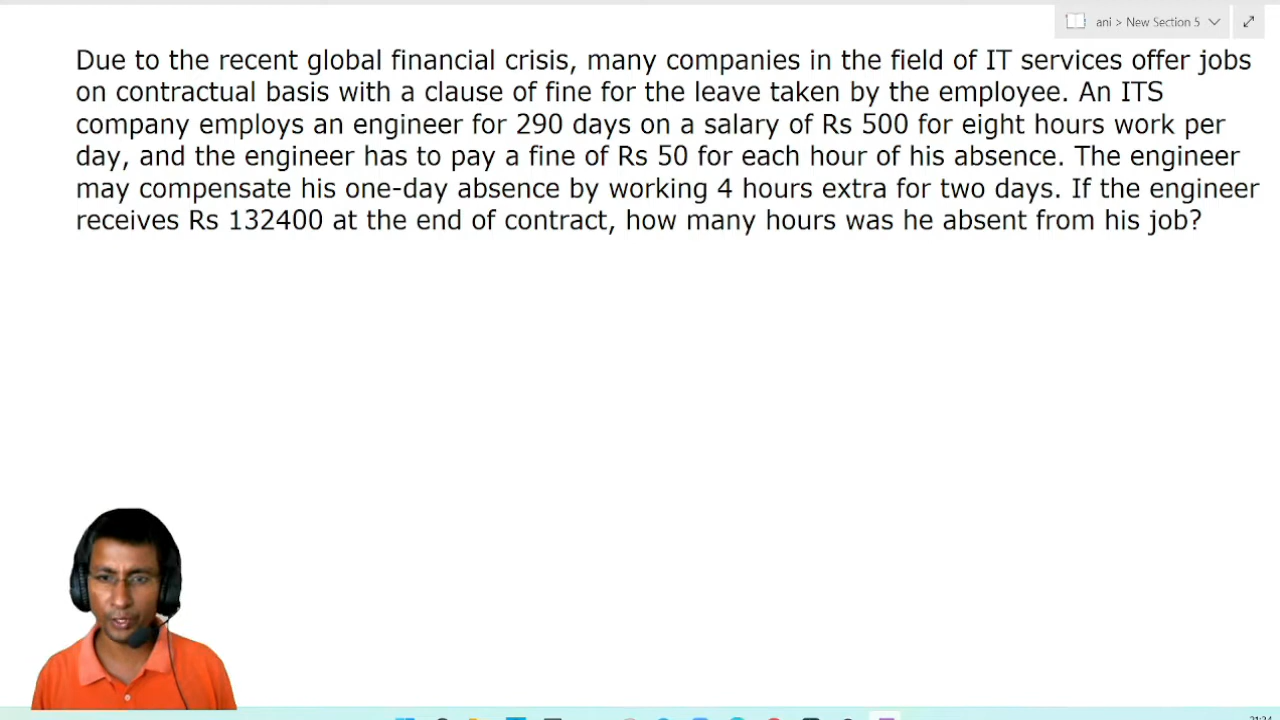 ani > New Section 5
Due to the recent global financial crisis, many companies in the field of IT services offer jobs
on contractual basis with a clause of fine for the leave taken by the employee. An ITS
company employs an engineer for 290 days on a salary of Rs 500 for eight hours work per
day, and the engineer has to pay a fine of Rs 50 for each hour of his absence. The engineer
may compensate his one-day absence by working 4 hours extra for two days. If the engineer
receives Rs 132400 at the end of contract, how many hours was he absent from his job?